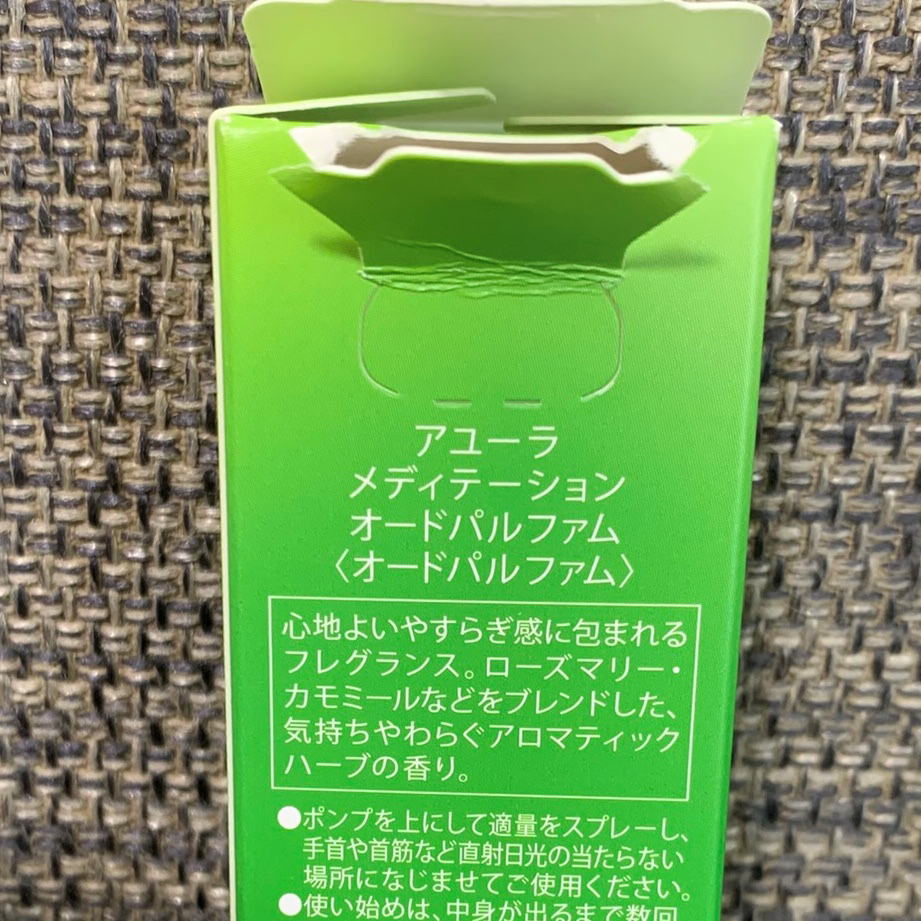 アユーラ
メディテーション
オードパルファム
〈オードパルファム〉
心地よいやすらぎ感に包まれる
フレグランス。ローズマリー・
カモミールなどをブレンドした、
気持ちやわらぐアロマティック
ハーブの香り。
●ポンプを上にして適量をスプレーし、
手首や首筋など直射日光の当たらない
場所になじませてご使用ください。
●使い始めは、中身が出るまで数回